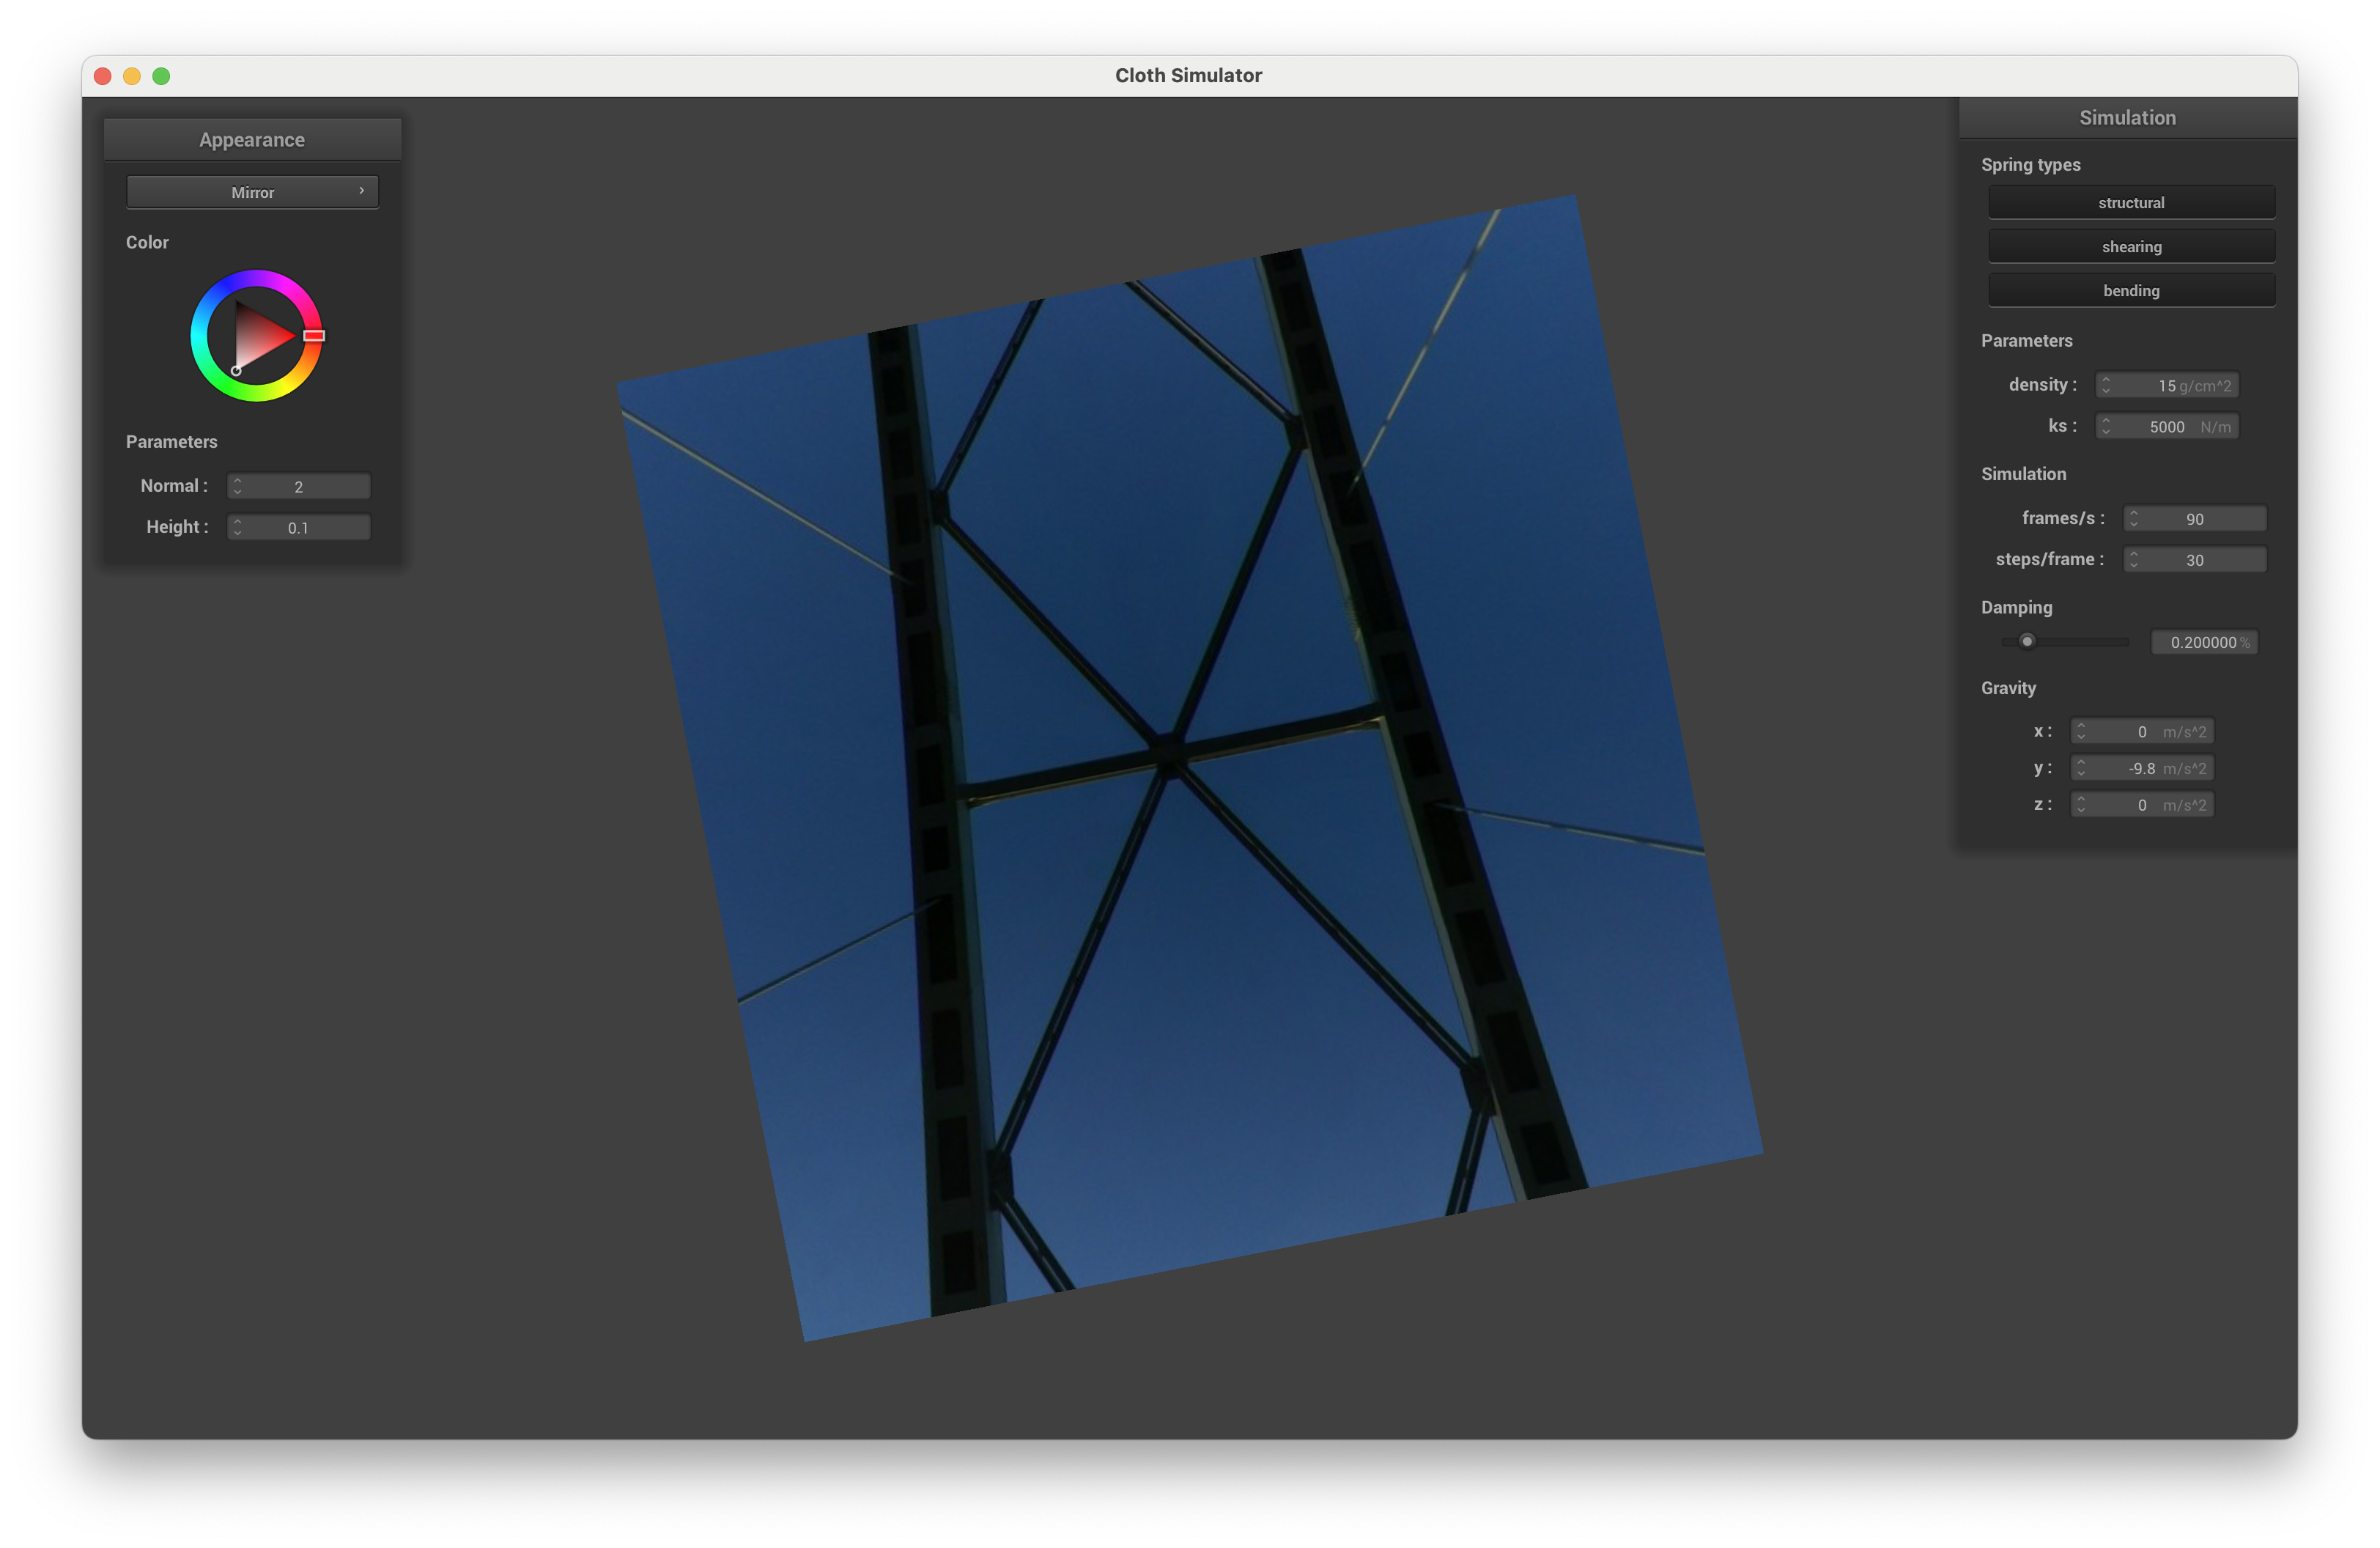 Cloth Simulator
Appearance
Mirror
Color
Parameters
Normal : 2
Height : 0.1
Simulation
Spring types
structural
shearing
bending
Parameters
density : 15 g/cm^2
ks : 5000 N/m
Simulation
frames/s : 90
steps/frame : 30
Damping
0.200000 %
Gravity
x : 0 m/s^2
y : -9.8 m/s^2
z : 0 m/s^2